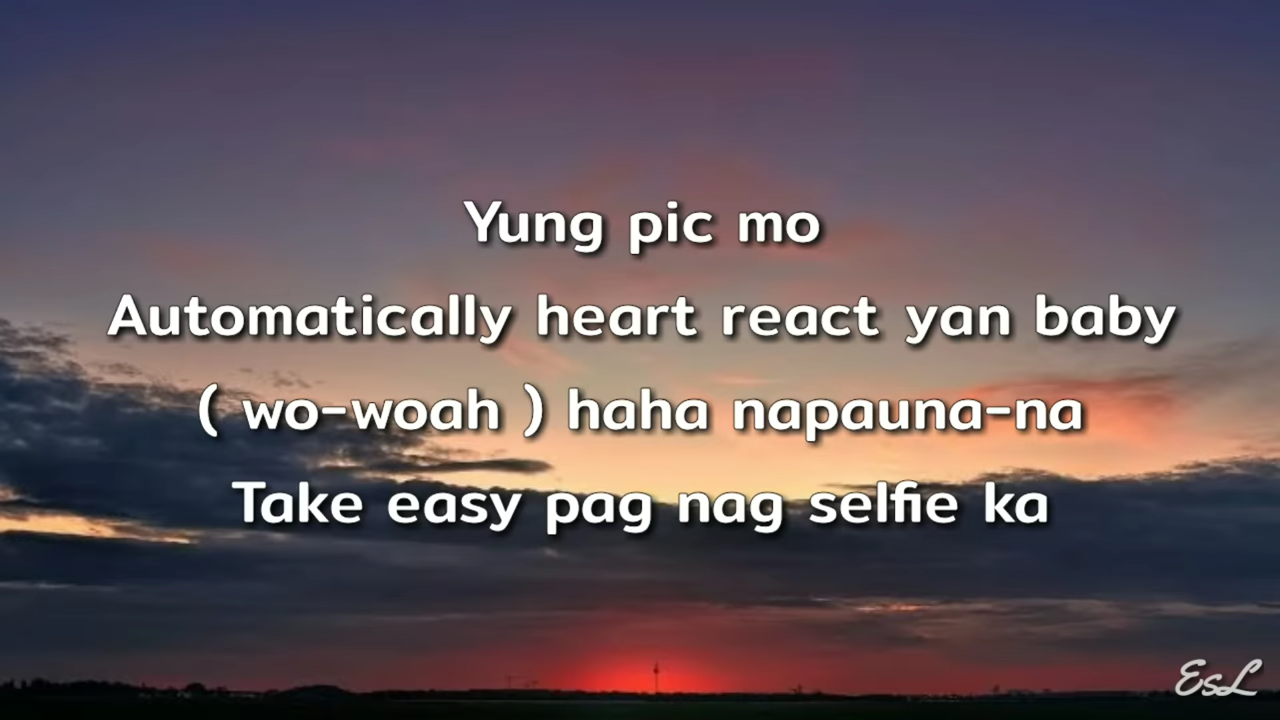 Yung pic mo
Automatically heart react yan baby
( wo-woah ) haha napauna-na
Take easy pag nag selfie ka
EsL